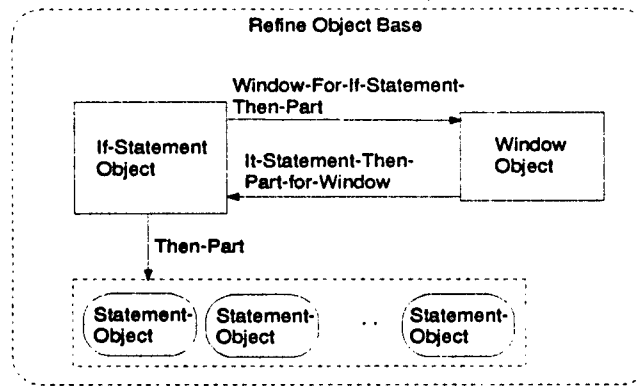 Refine Object Base
Window-For-If-Statement-
Then-Part
If-Statement
Object
Window
Object
It-Statement-Then-
Part-for-Window
Then-Part
Statement-
Object
Statement-
Object
. .
Statement-
Object